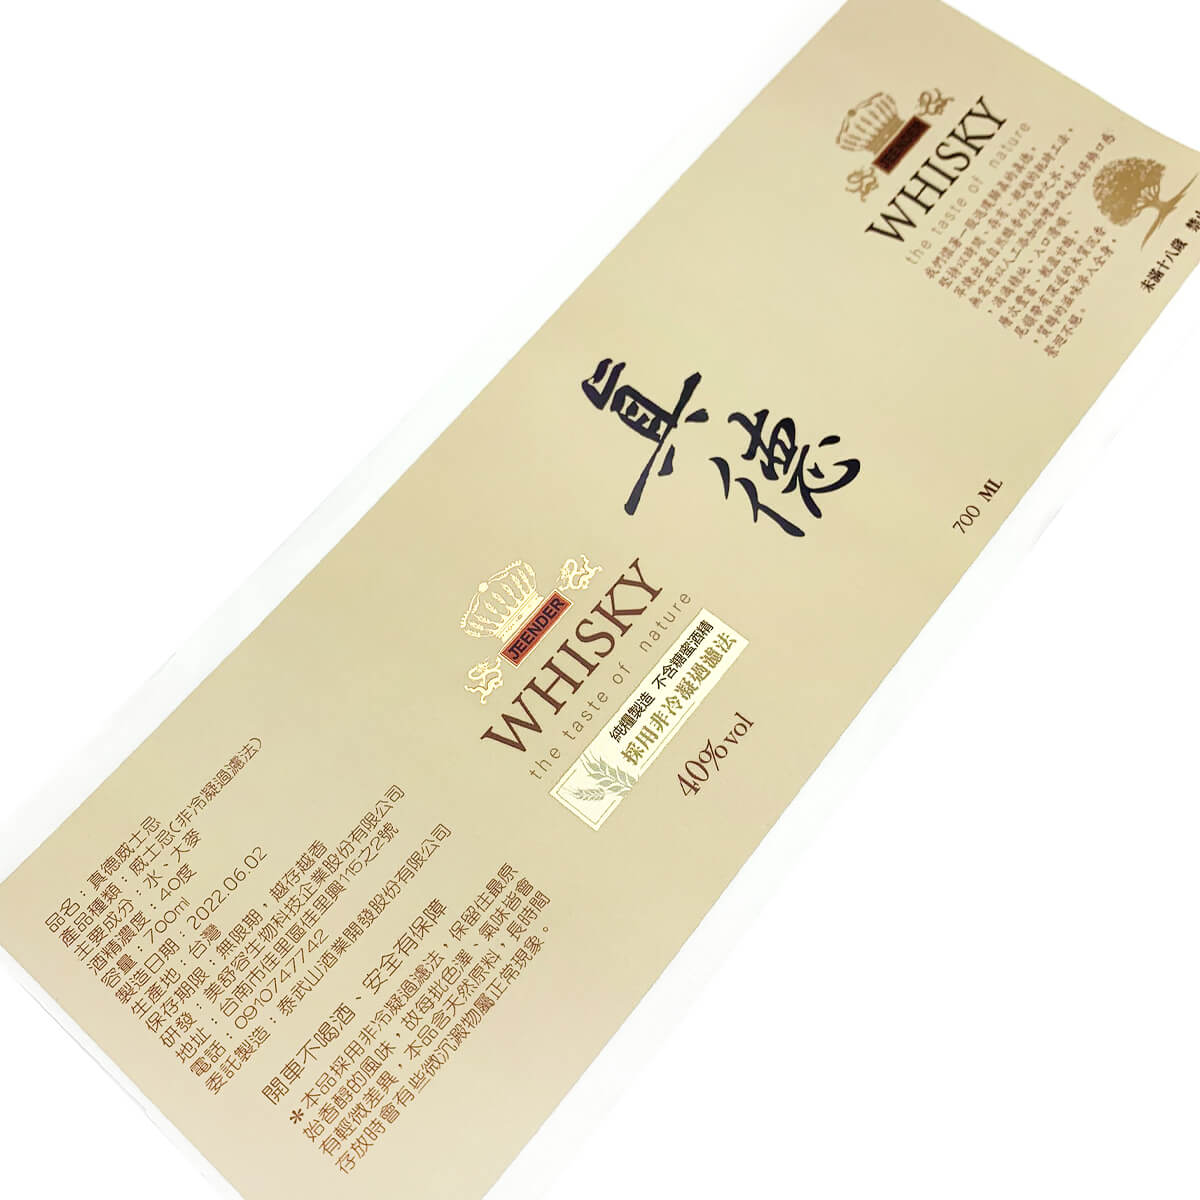 品名：真德威士忌
產品種類：威士忌(非冷凝過濾法)
主要成分：水、大麥
酒精濃度：40度
容量：700ml
製造日期：2022.06.02
生產地：台灣
保存期限：無限期，越存越香
研發：美舒容生物科技企業股份有限公司
地址：台南市佳里區佳里興115之2號
電話：0910747742
委託製造：泰武山酒業開發股份有限公司
開車不喝酒、安全有保障
＊本品採用非冷凝過濾法，保留住最原
始香醇的風味，故每批色澤、氣味皆會
有輕微差異，本品含天然原料，長時間
存放時會有些微沉澱物屬正常現象。
真德
JEENDER
WHISKY
the taste of nature
純糧製造 不含糖蜜酒精
採用非冷凝過濾法
40%vol
700 ML
JEENDER
WHISKY
the taste of nature
未滿十八歲